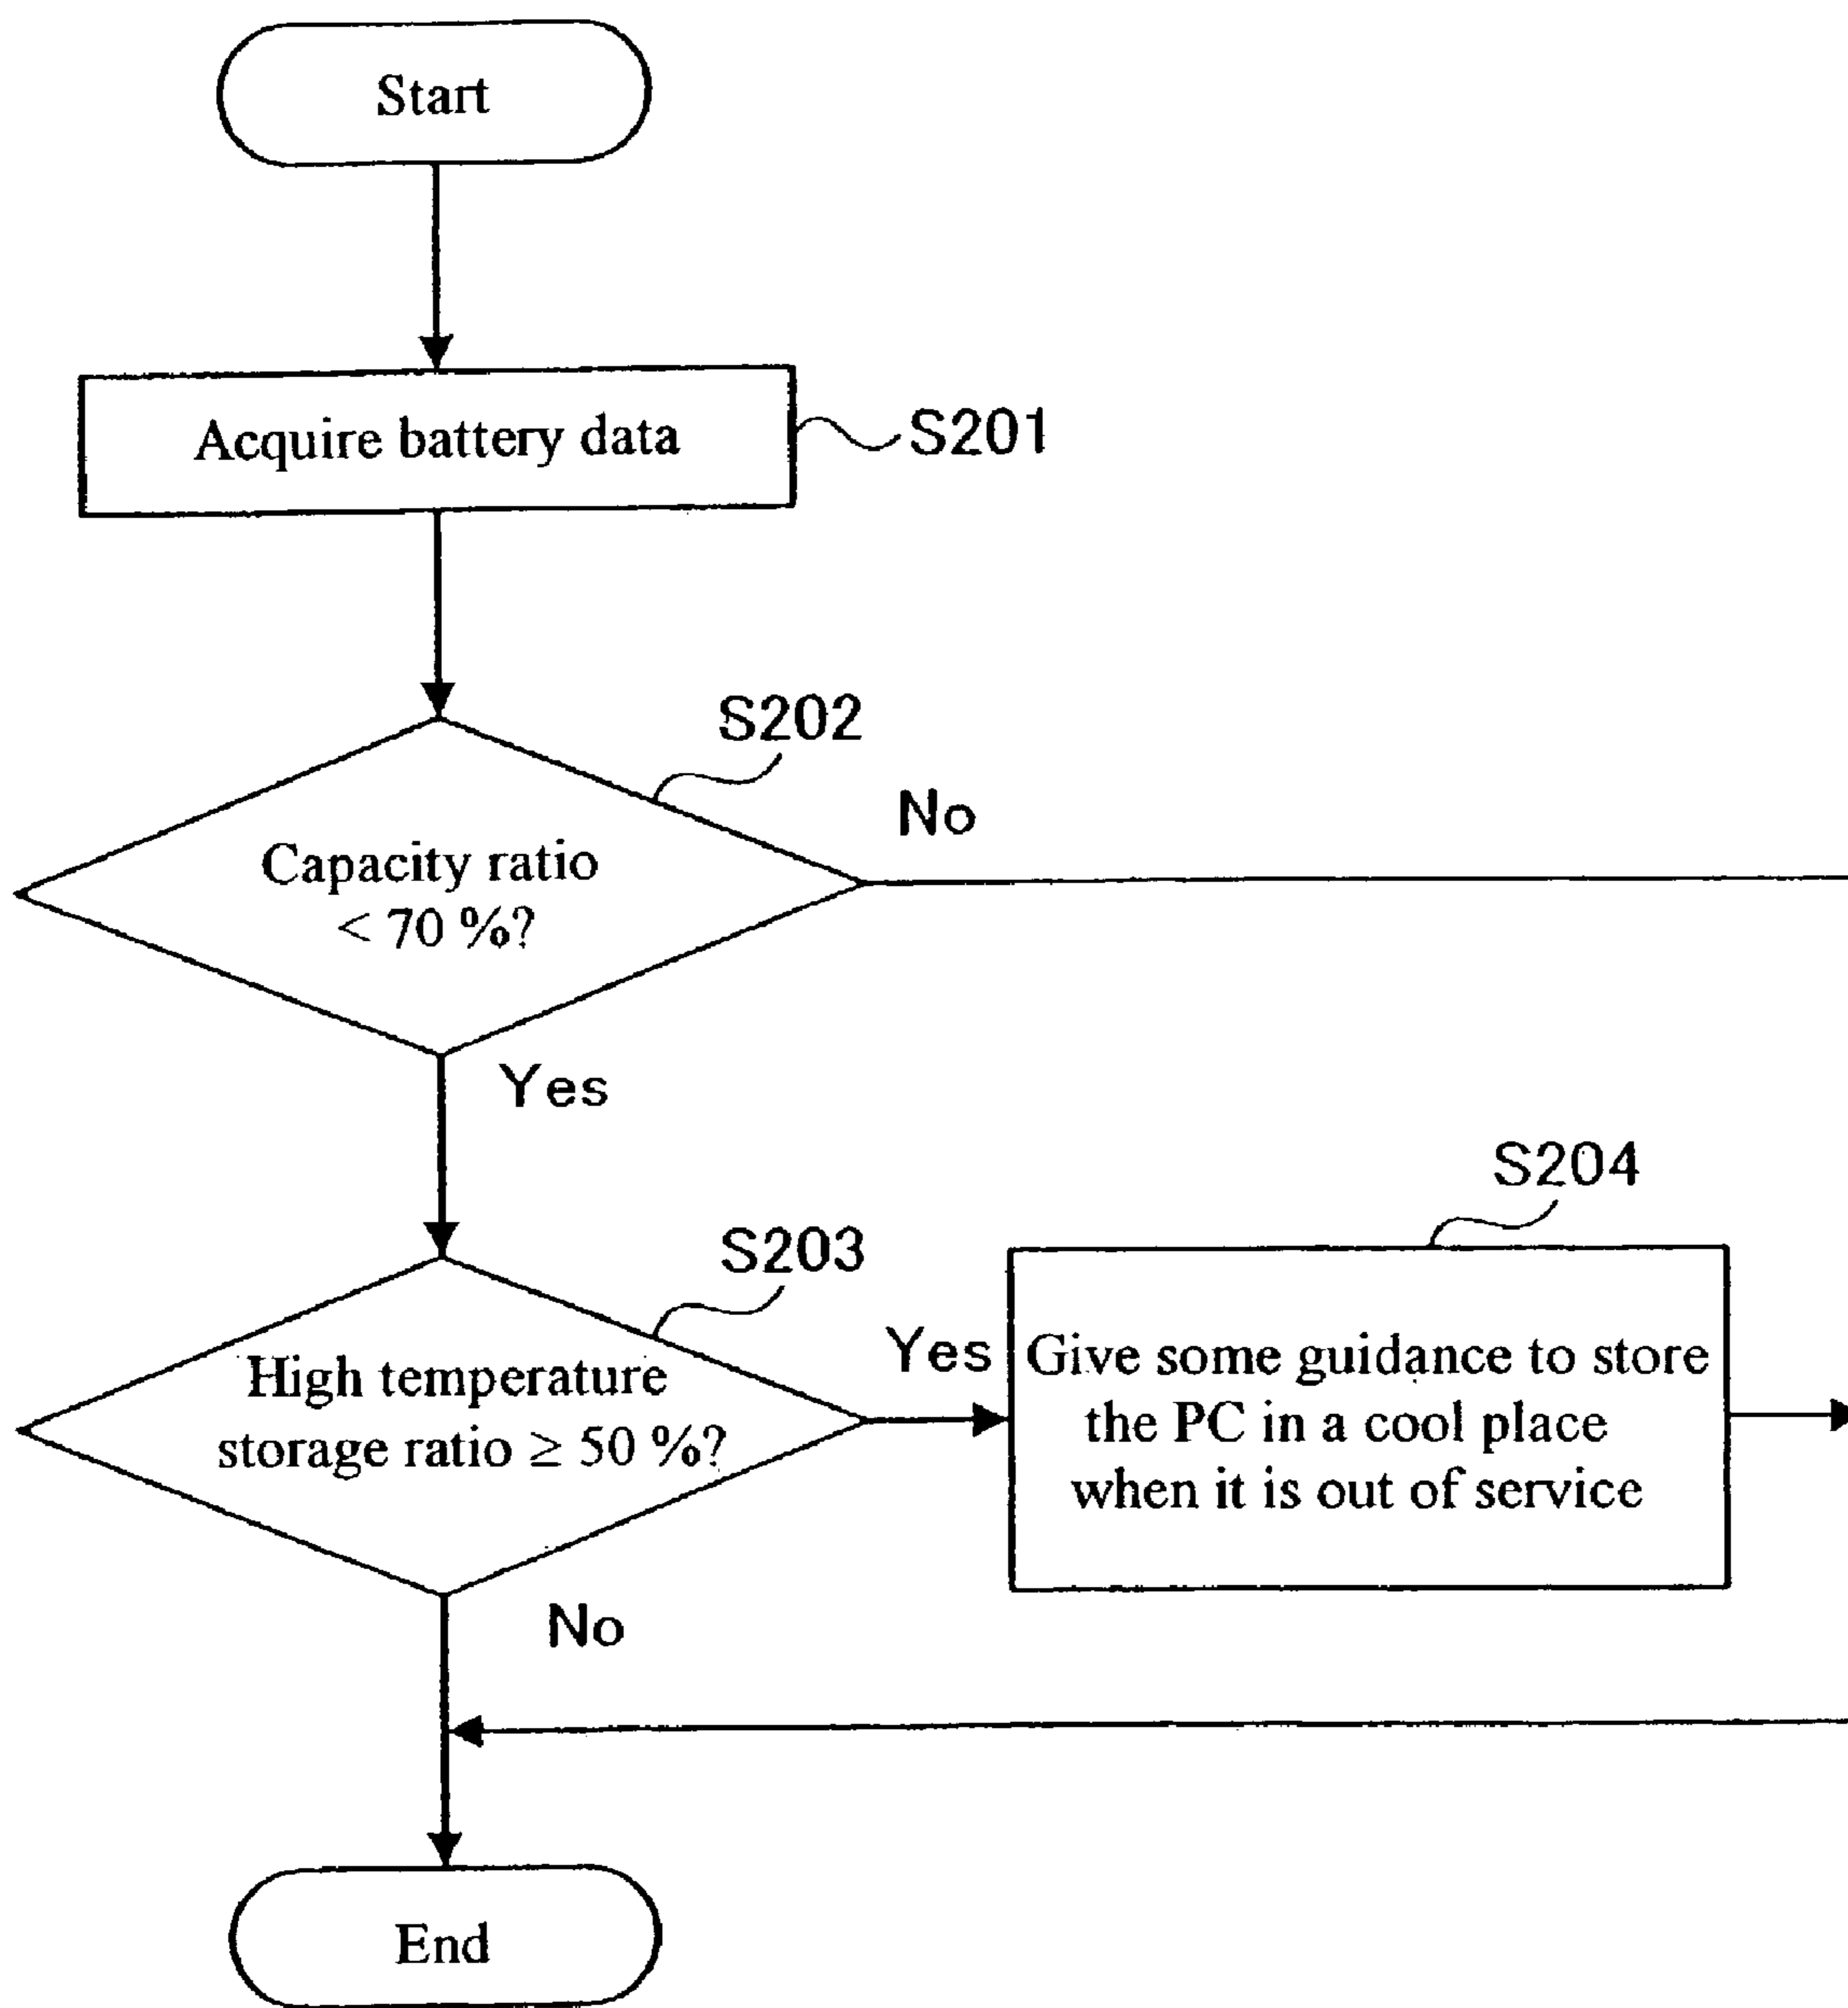 Start
Acquire battery data
S201
S202
No
Capacity ratio
< 70 %?
Yes
S203
High temperature
storage ratio ≥ 50 %?
Yes
S204
Give some guidance to store
the PC in a cool place
when it is out of service
No
End